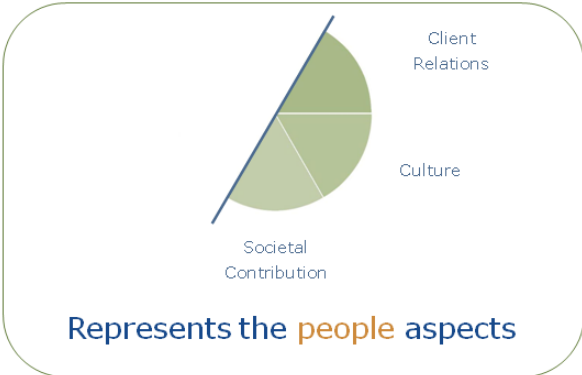 Client
Relations
Culture
Societal
Contribution
Represents the people aspects